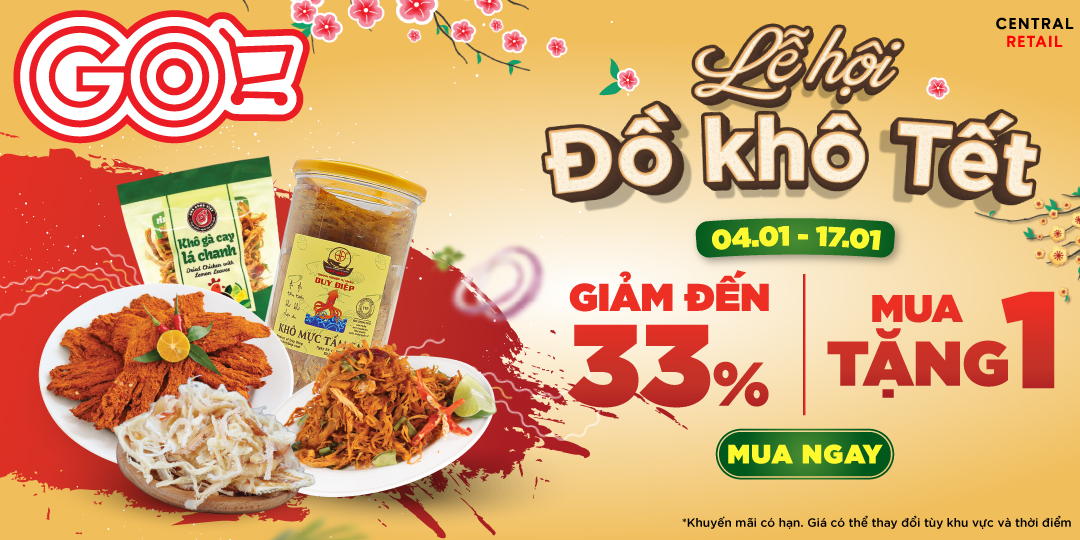 GO!
CENTRAL
RETAIL
Lễ hội
Đồ khô Tết
04.01 - 17.01
GIẢM ĐẾN
33%
MUA
TẶNG 1
MUA NGAY
Khô gà cay
lá chanh
Dried Chicken with
Lemon Leaves
DUY ĐIỆP
KHÔ MỰC TẨM
*Khuyến mãi có hạn. Giá có thể thay đổi tùy khu vực và thời điểm